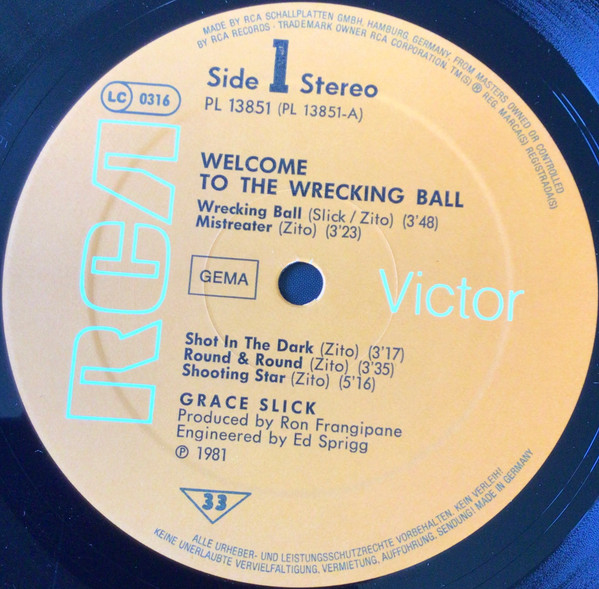 MADE BY RCA SCHALLPLATTEN GMBH, HAMBURG, GERMANY, FROM MASTERS OWNED OR CONTROLLED
BY RCA RECORDS · TRADEMARK OWNER RCA CORPORATION. TM(S) ® REG. MARCA(S) REGISTRADA(S)
Side 1 Stereo
LC 0316
PL 13851 (PL 13851-A)
WELCOME
TO THE WRECKING BALL
Wrecking Ball (Slick / Zito) (3'48)
Mistreater (Zito) (3'23)
RCA
GEMA
Victor
Shot In The Dark (Zito) (3'17)
Round & Round (Zito) (3'35)
Shooting Star (Zito) (5'16)
GRACE SLICK
Produced by Ron Frangipane
Engineered by Ed Sprigg
℗ 1981
33
ALLE URHEBER- UND LEISTUNGSSCHUTZRECHTE VORBEHALTEN. KEIN VERLEIH!
KEINE UNERLAUBTE VERVIELFÄLTIGUNG, VERMIETUNG, AUFFÜHRUNG, SENDUNG! MADE IN GERMANY